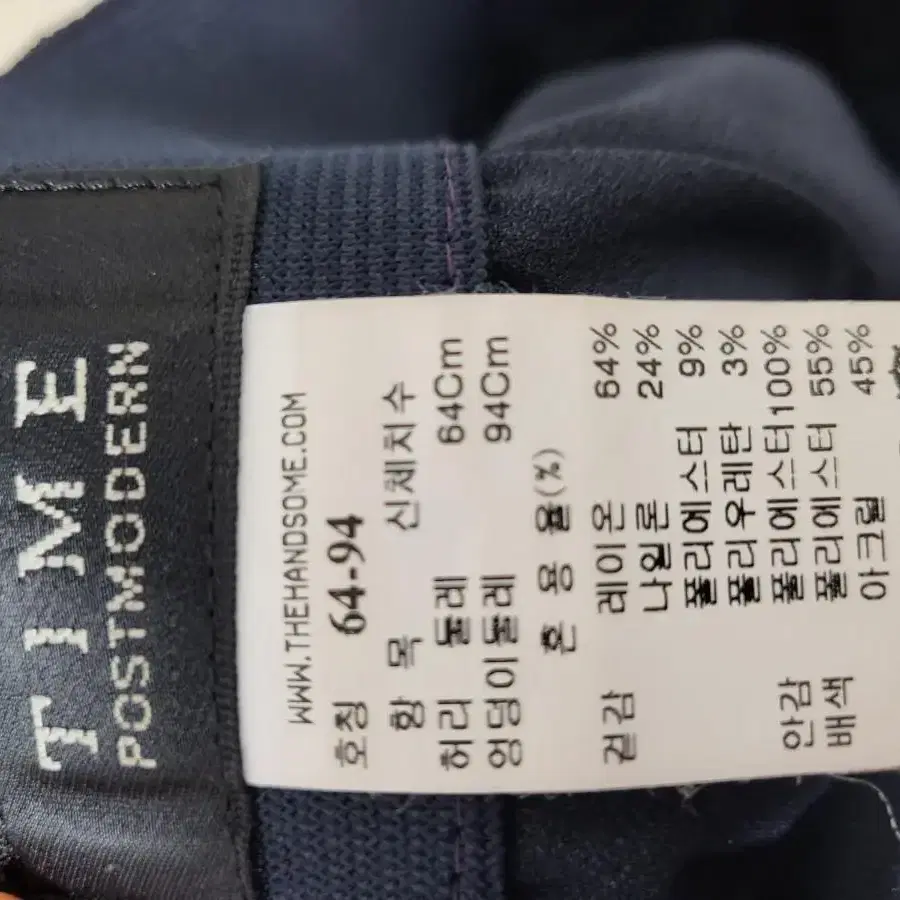 TIME
POSTMODERN
WWW.THEHANDSOME.COM
호칭 64-94
항 목 신체치수
허리 둘레 64Cm
엉덩이둘레 94Cm
혼 용 율(%)
겉감 레이온 64%
나일론 24%
폴리에스터 9%
폴리우레탄 3%
안감 폴리에스터100%
배색 폴리에스터 55%
아크릴 45%